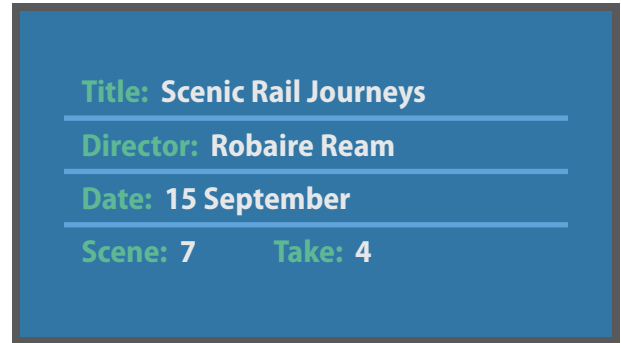 Title: Scenic Rail Journeys
Director: Robaire Ream
Date: 15 September
Scene: 7 Take: 4